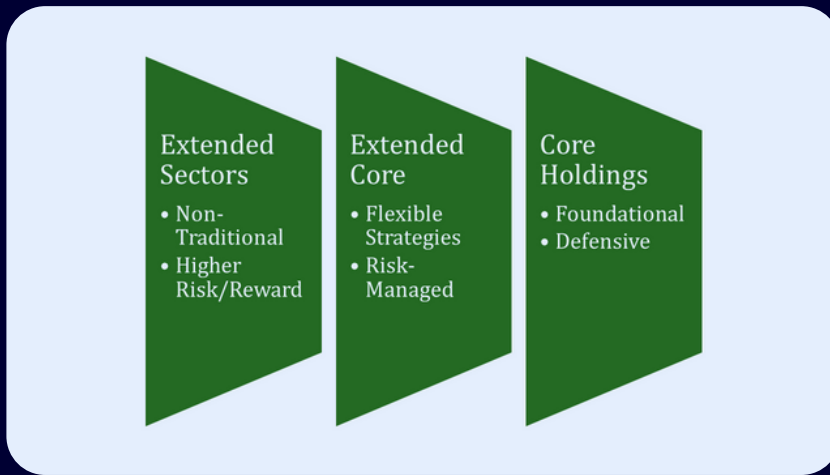 Extended
Sectors
• Non-
Traditional
• Higher
Risk/Reward
Extended
Core
• Flexible
Strategies
• Risk-
Managed
Core
Holdings
• Foundational
• Defensive